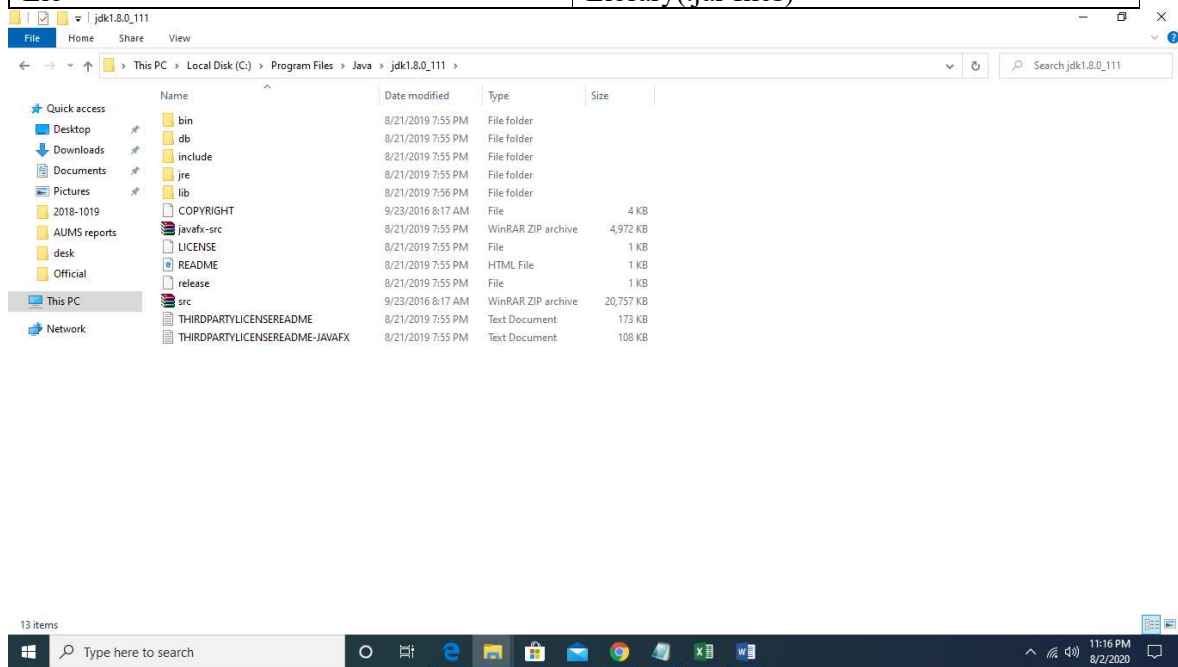 Library(.jar files)
jdk1.8.0_111
File Home Share View
This PC > Local Disk (C:) > Program Files > Java > jdk1.8.0_111 >
Search jdk1.8.0_111
Name Date modified Type Size
Quick access
Desktop
Downloads
Documents
Pictures
2018-1019
AUMS reports
desk
Official
This PC
Network
bin 8/21/2019 7:55 PM File folder
db 8/21/2019 7:55 PM File folder
include 8/21/2019 7:55 PM File folder
jre 8/21/2019 7:55 PM File folder
lib 8/21/2019 7:56 PM File folder
COPYRIGHT 9/23/2016 8:17 AM File 4 KB
javafx-src 8/21/2019 7:55 PM WinRAR ZIP archive 4,972 KB
LICENSE 8/21/2019 7:55 PM File 1 KB
README 8/21/2019 7:55 PM HTML File 1 KB
release 8/21/2019 7:55 PM File 1 KB
src 9/23/2016 8:17 AM WinRAR ZIP archive 20,757 KB
THIRDPARTYLICENSEREADME 8/21/2019 7:55 PM Text Document 173 KB
THIRDPARTYLICENSEREADME-JAVAFX 8/21/2019 7:55 PM Text Document 108 KB
13 items
Type here to search
11:16 PM
8/2/2020